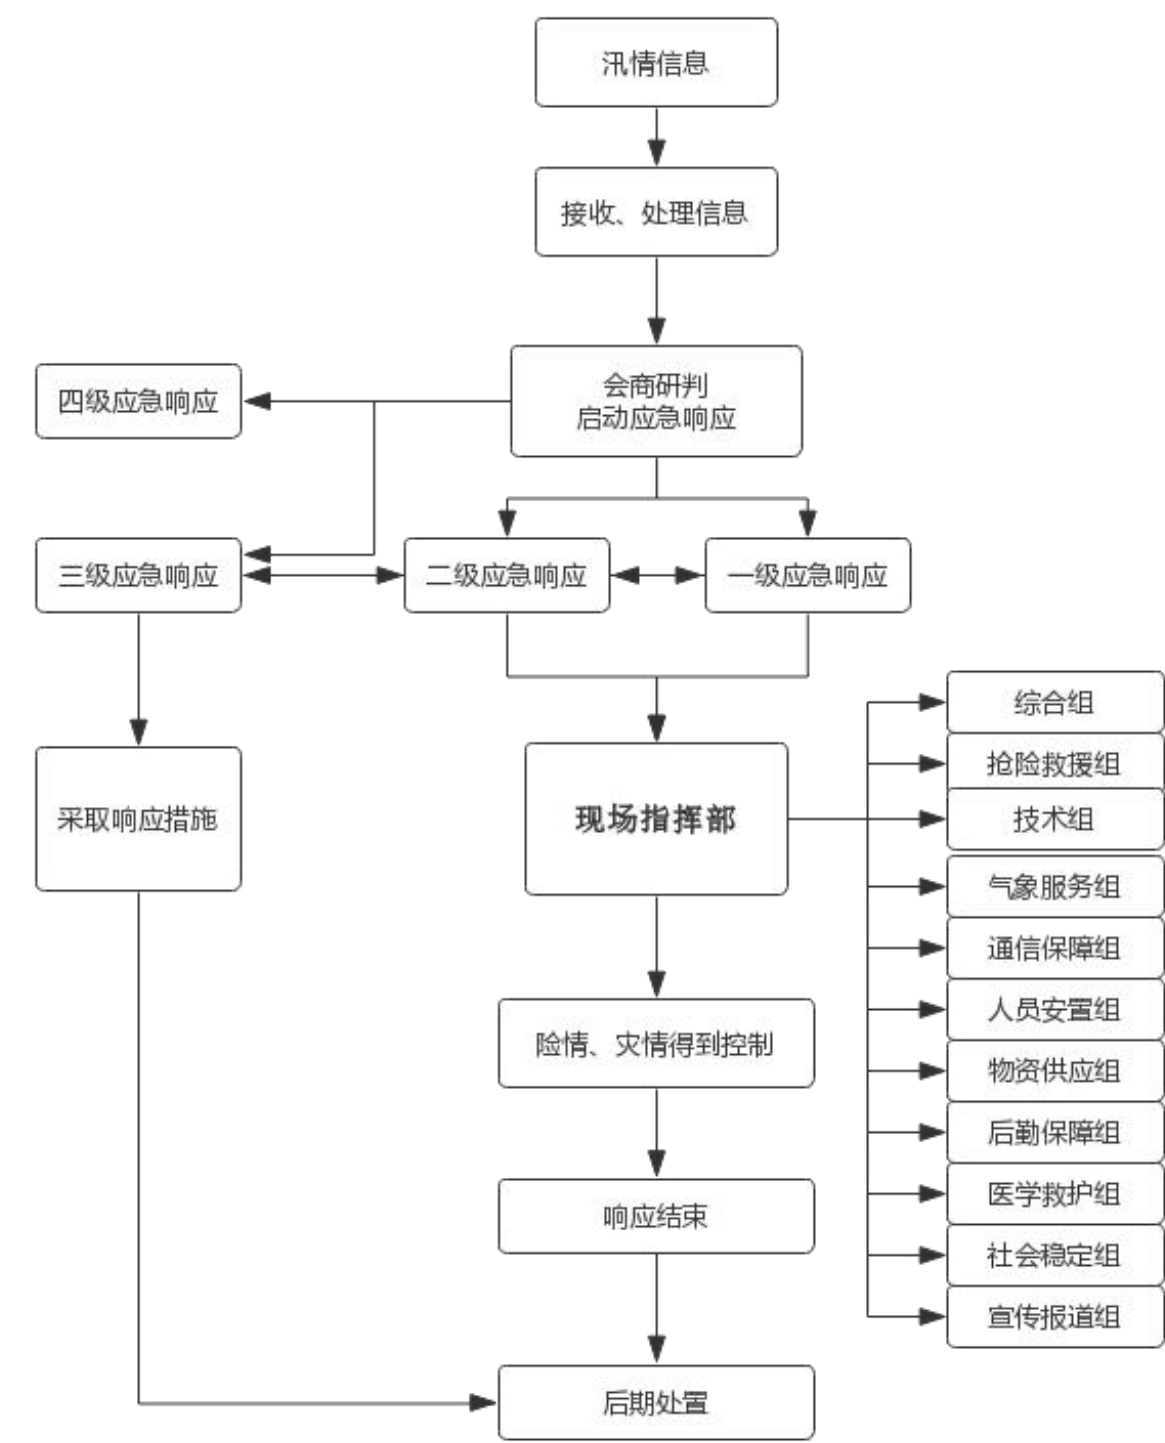 汛情信息
接收、处理信息
会商研判
启动应急响应
四级应急响应
三级应急响应
二级应急响应
一级应急响应
采取响应措施
现场指挥部
综合组
抢险救援组
技术组
气象服务组
通信保障组
人员安置组
物资供应组
后勤保障组
医学救护组
社会稳定组
宣传报道组
险情、灾情得到控制
响应结束
后期处置